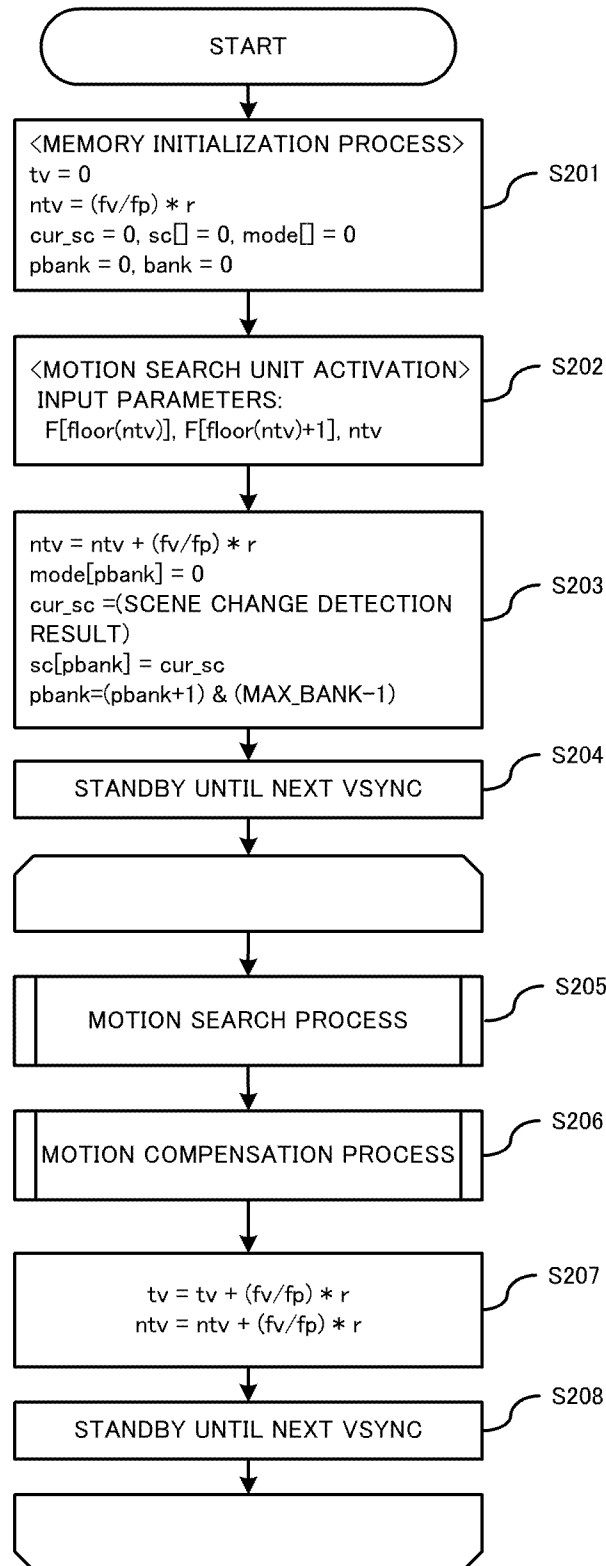 START
<MEMORY INITIALIZATION PROCESS>
tv = 0
ntv = (fv/fp) * r
cur_sc = 0, sc[] = 0, mode[] = 0
pbank = 0, bank = 0
S201
<MOTION SEARCH UNIT ACTIVATION>
INPUT PARAMETERS:
F[floor(ntv)], F[floor(ntv)+1], ntv
S202
ntv = ntv + (fv/fp) * r
mode[pbank] = 0
cur_sc =(SCENE CHANGE DETECTION
RESULT)
sc[pbank] = cur_sc
pbank=(pbank+1) & (MAX_BANK-1)
S203
STANDBY UNTIL NEXT VSYNC
S204
MOTION SEARCH PROCESS
S205
MOTION COMPENSATION PROCESS
S206
tv = tv + (fv/fp) * r
ntv = ntv + (fv/fp) * r
S207
STANDBY UNTIL NEXT VSYNC
S208